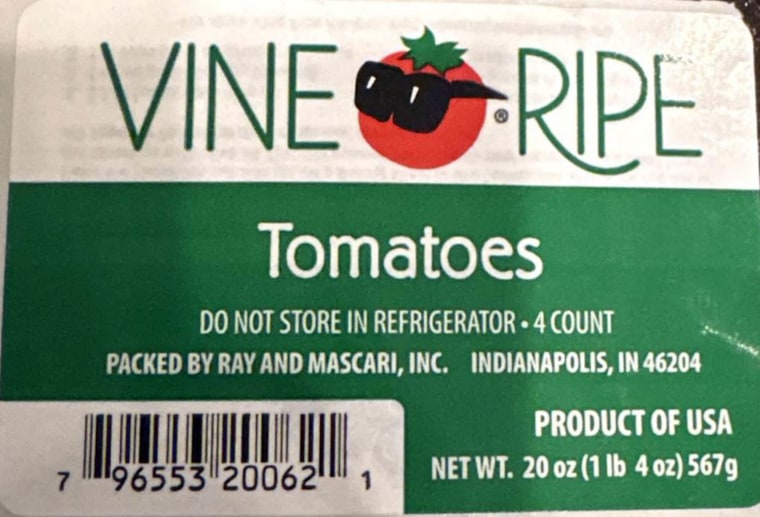 VINE ® RIPE
Tomatoes
DO NOT STORE IN REFRIGERATOR • 4 COUNT
PACKED BY RAY AND MASCARI, INC. INDIANAPOLIS, IN 46204
PRODUCT OF USA
NET WT. 20 oz (1 lb 4 oz) 567g
7 96553 20062 1